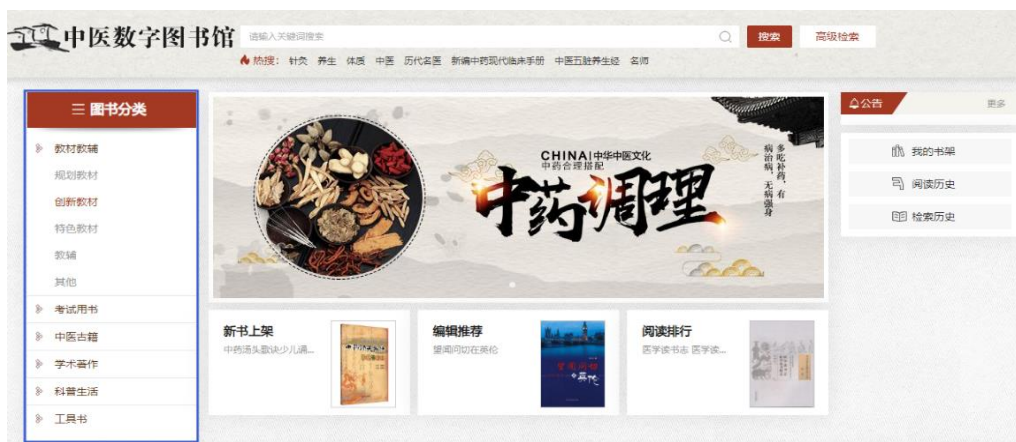 中医数字图书馆
请输入关键词搜索
搜索
高级检索
热搜： 针灸 养生 体质 中医 历代名医 新编中药现代临床手册 中医五脏养生经 名师
图书分类
教材教辅
规划教材
创新教材
特色教材
教辅
其他
考试用书
中医古籍
学术著作
科普生活
工具书
CHINA|中华中医文化
中药合理搭配
中药调理
多吃补药，有
病治病，无病强身
公告
更多
我的书架
阅读历史
检索历史
新书上架
中药汤头歌诀少儿诵...
编辑推荐
望闻问切在英伦
望闻问切
在英伦
阅读排行
医学读书志 医学读...